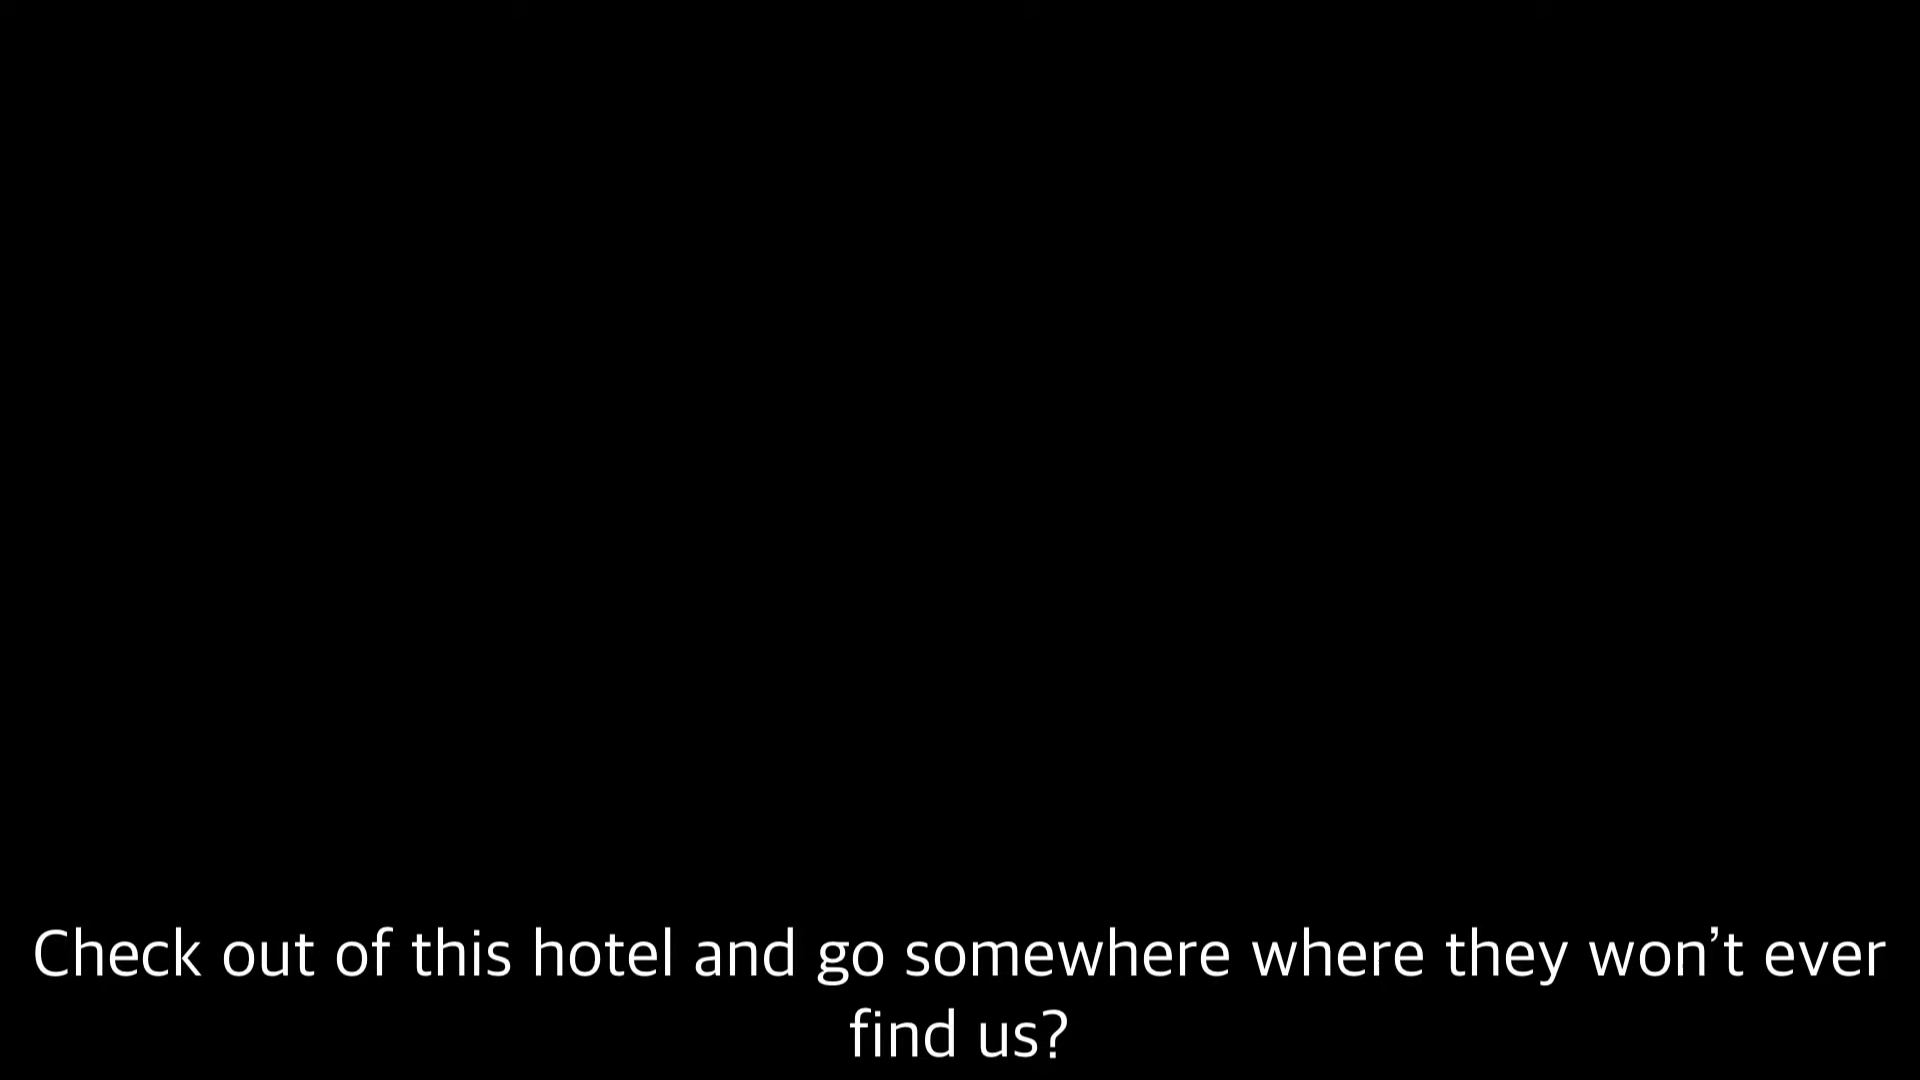 Check out of this hotel and go somewhere where they won’t ever
find us?